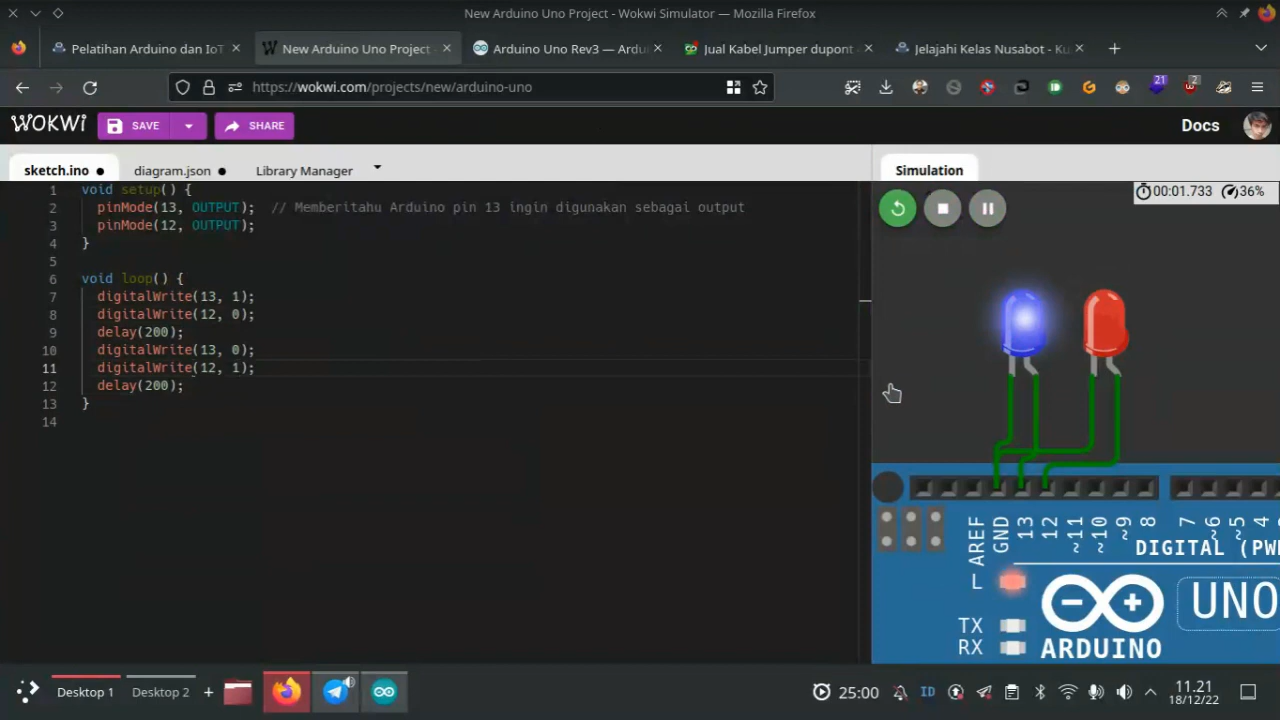 New Arduino Uno Project - Wokwi Simulator — Mozilla Firefox
Pelatihan Arduino dan IoT
New Arduino Uno Project -
Arduino Uno Rev3 — Ardu
Jual Kabel Jumper dupont
Jelajahi Kelas Nusabot - Ku
https://wokwi.com/projects/new/arduino-uno
21
2
WOKWI
SAVE
SHARE
Docs
sketch.ino
diagram.json
Library Manager
Simulation
1 void setup() {
2 pinMode(13, OUTPUT); // Memberitahu Arduino pin 13 ingin digunakan sebagai output
3 pinMode(12, OUTPUT);
4 }
5
6 void loop() {
7 digitalWrite(13, 1);
8 digitalWrite(12, 0);
9 delay(200);
10 digitalWrite(13, 0);
11 digitalWrite(12, 1);
12 delay(200);
13 }
14
00:01.733 36%
AREF
GND
13
12
~11
~10
~9
8
7
~6
~5
4
DIGITAL (PW
L
TX
RX
UNO
ARDUINO
Desktop 1
Desktop 2
25:00
ID
11.21
18/12/22